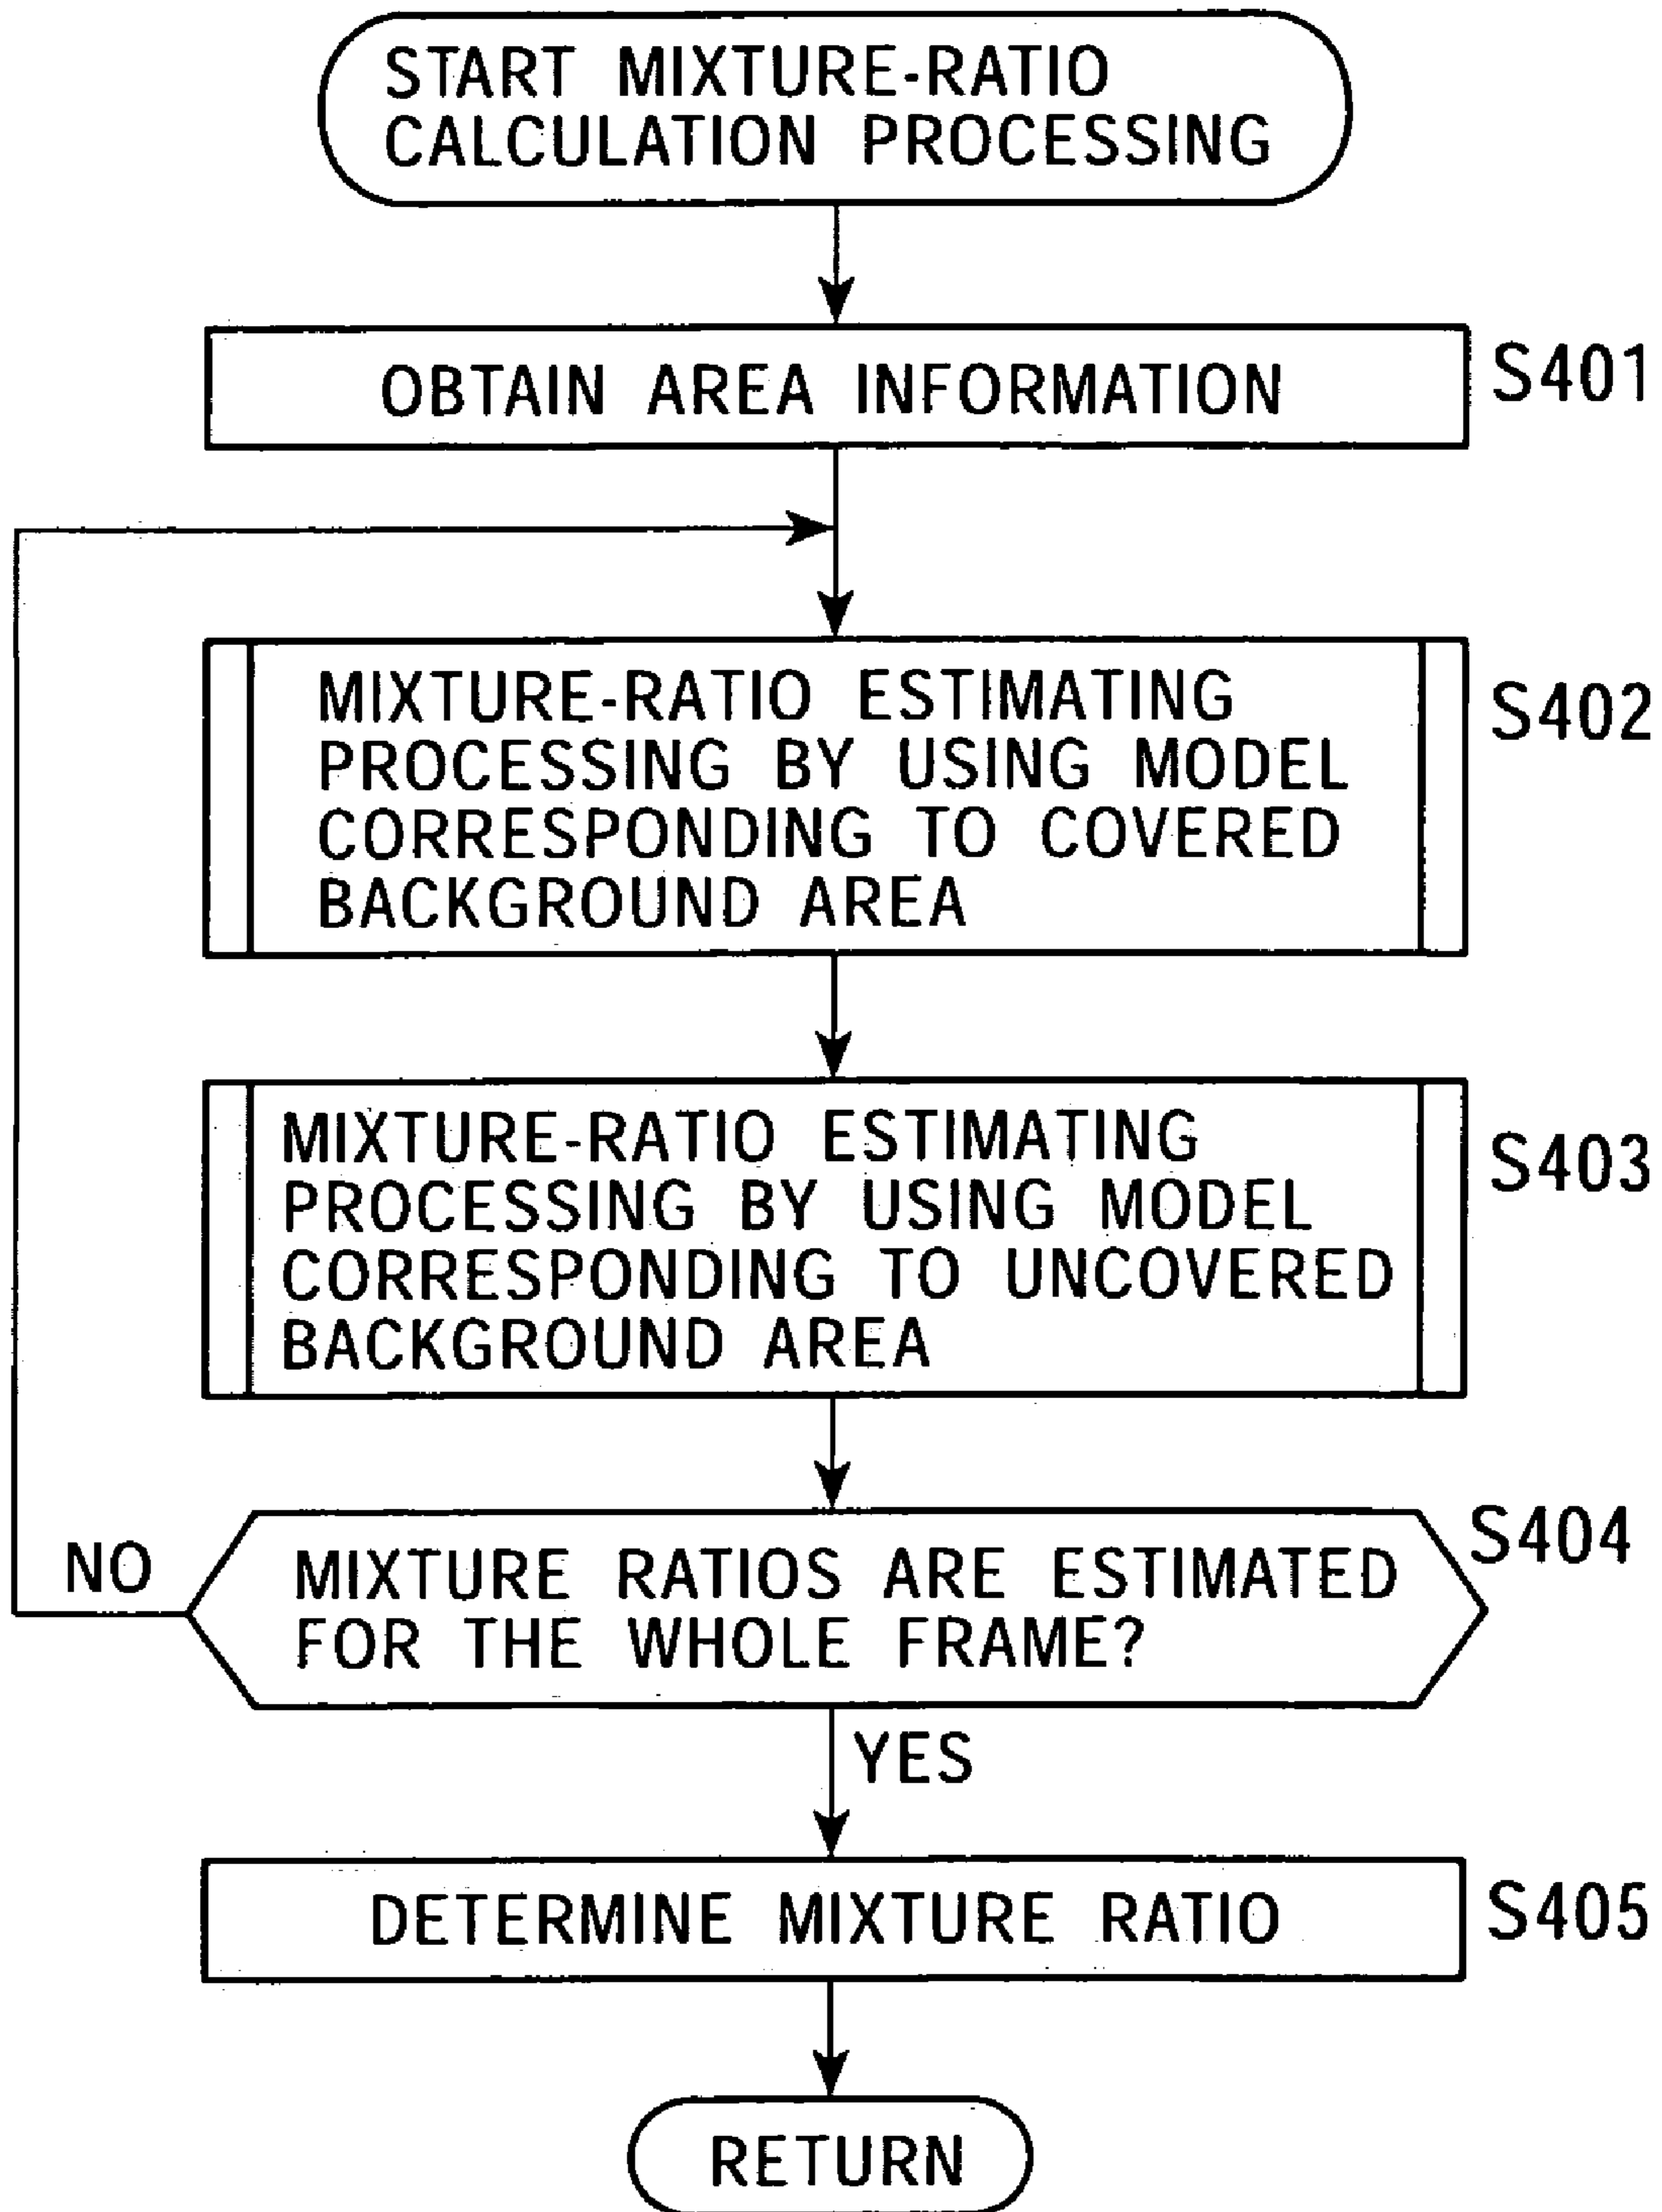 START MIXTURE-RATIO
CALCULATION PROCESSING
OBTAIN AREA INFORMATION
S401
MIXTURE-RATIO ESTIMATING
PROCESSING BY USING MODEL
CORRESPONDING TO COVERED
BACKGROUND AREA
S402
MIXTURE-RATIO ESTIMATING
PROCESSING BY USING MODEL
CORRESPONDING TO UNCOVERED
BACKGROUND AREA
S403
NO
MIXTURE RATIOS ARE ESTIMATED
FOR THE WHOLE FRAME?
S404
YES
DETERMINE MIXTURE RATIO
S405
RETURN